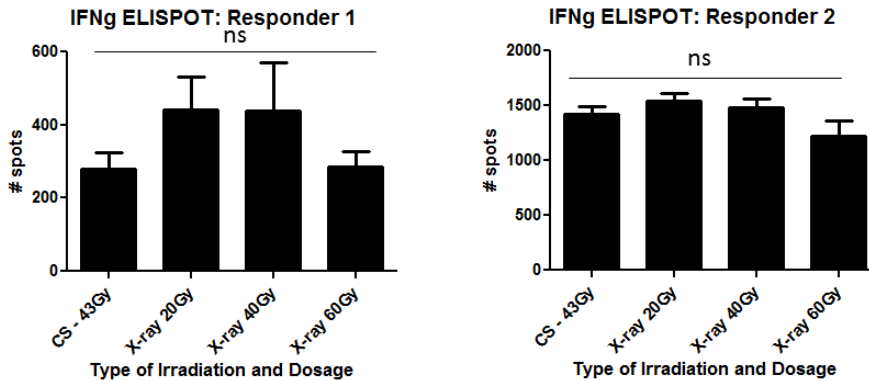 IFNg ELISPOT: Responder 1
ns
600
400
200
0
# spots
CS - 43Gy
X-ray 20Gy
X-ray 40Gy
X-ray 60Gy
Type of Irradiation and Dosage
IFNg ELISPOT: Responder 2
ns
2000
1500
1000
500
0
# spots
CS - 43Gy
X-ray 20Gy
X-ray 40Gy
X-ray 60Gy
Type of Irradiation and Dosage